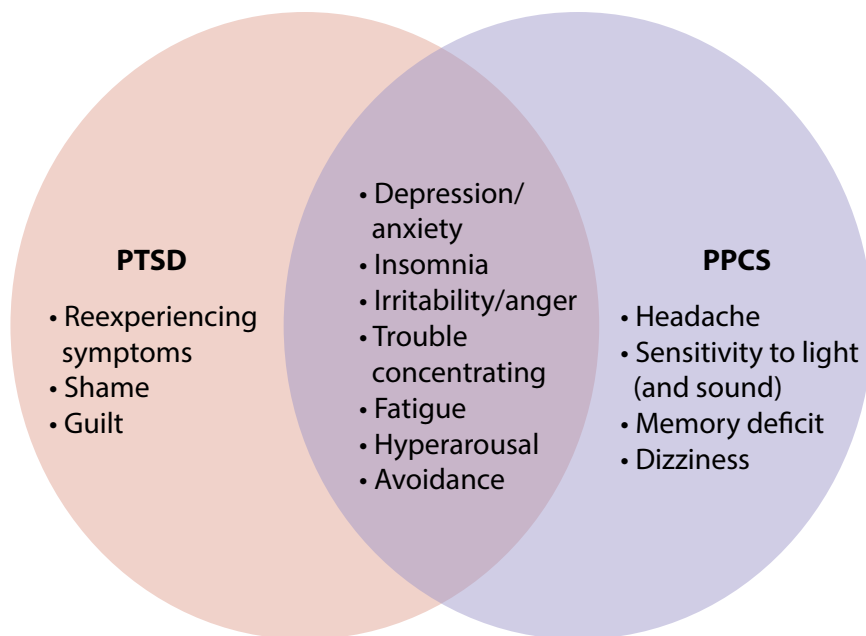 PTSD
• Reexperiencing
symptoms
• Shame
• Guilt
• Depression/
anxiety
• Insomnia
• Irritability/anger
• Trouble
concentrating
• Fatigue
• Hyperarousal
• Avoidance
PPCS
• Headache
• Sensitivity to light
(and sound)
• Memory deficit
• Dizziness